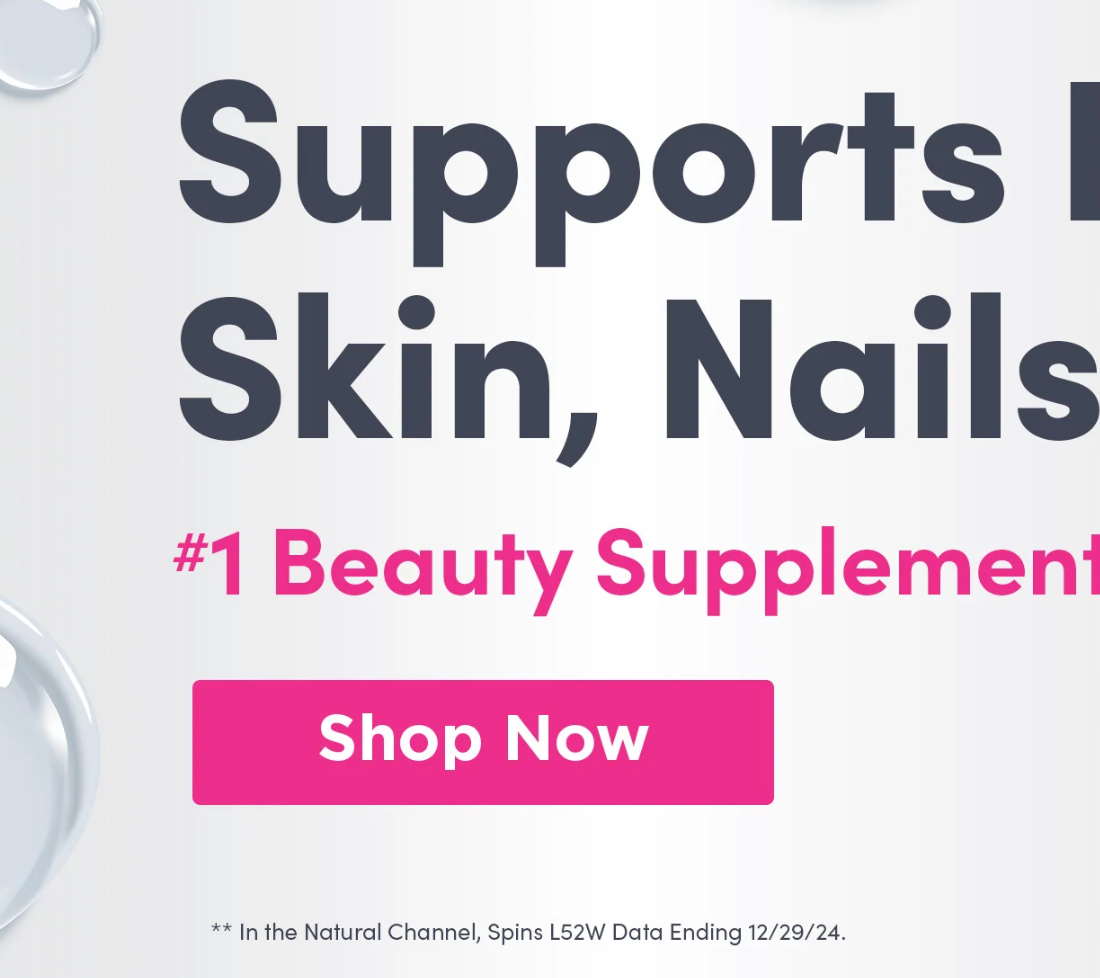 Supports
Skin, Nails
#1 Beauty Supplement
Shop Now
** In the Natural Channel, Spins L52W Data Ending 12/29/24.